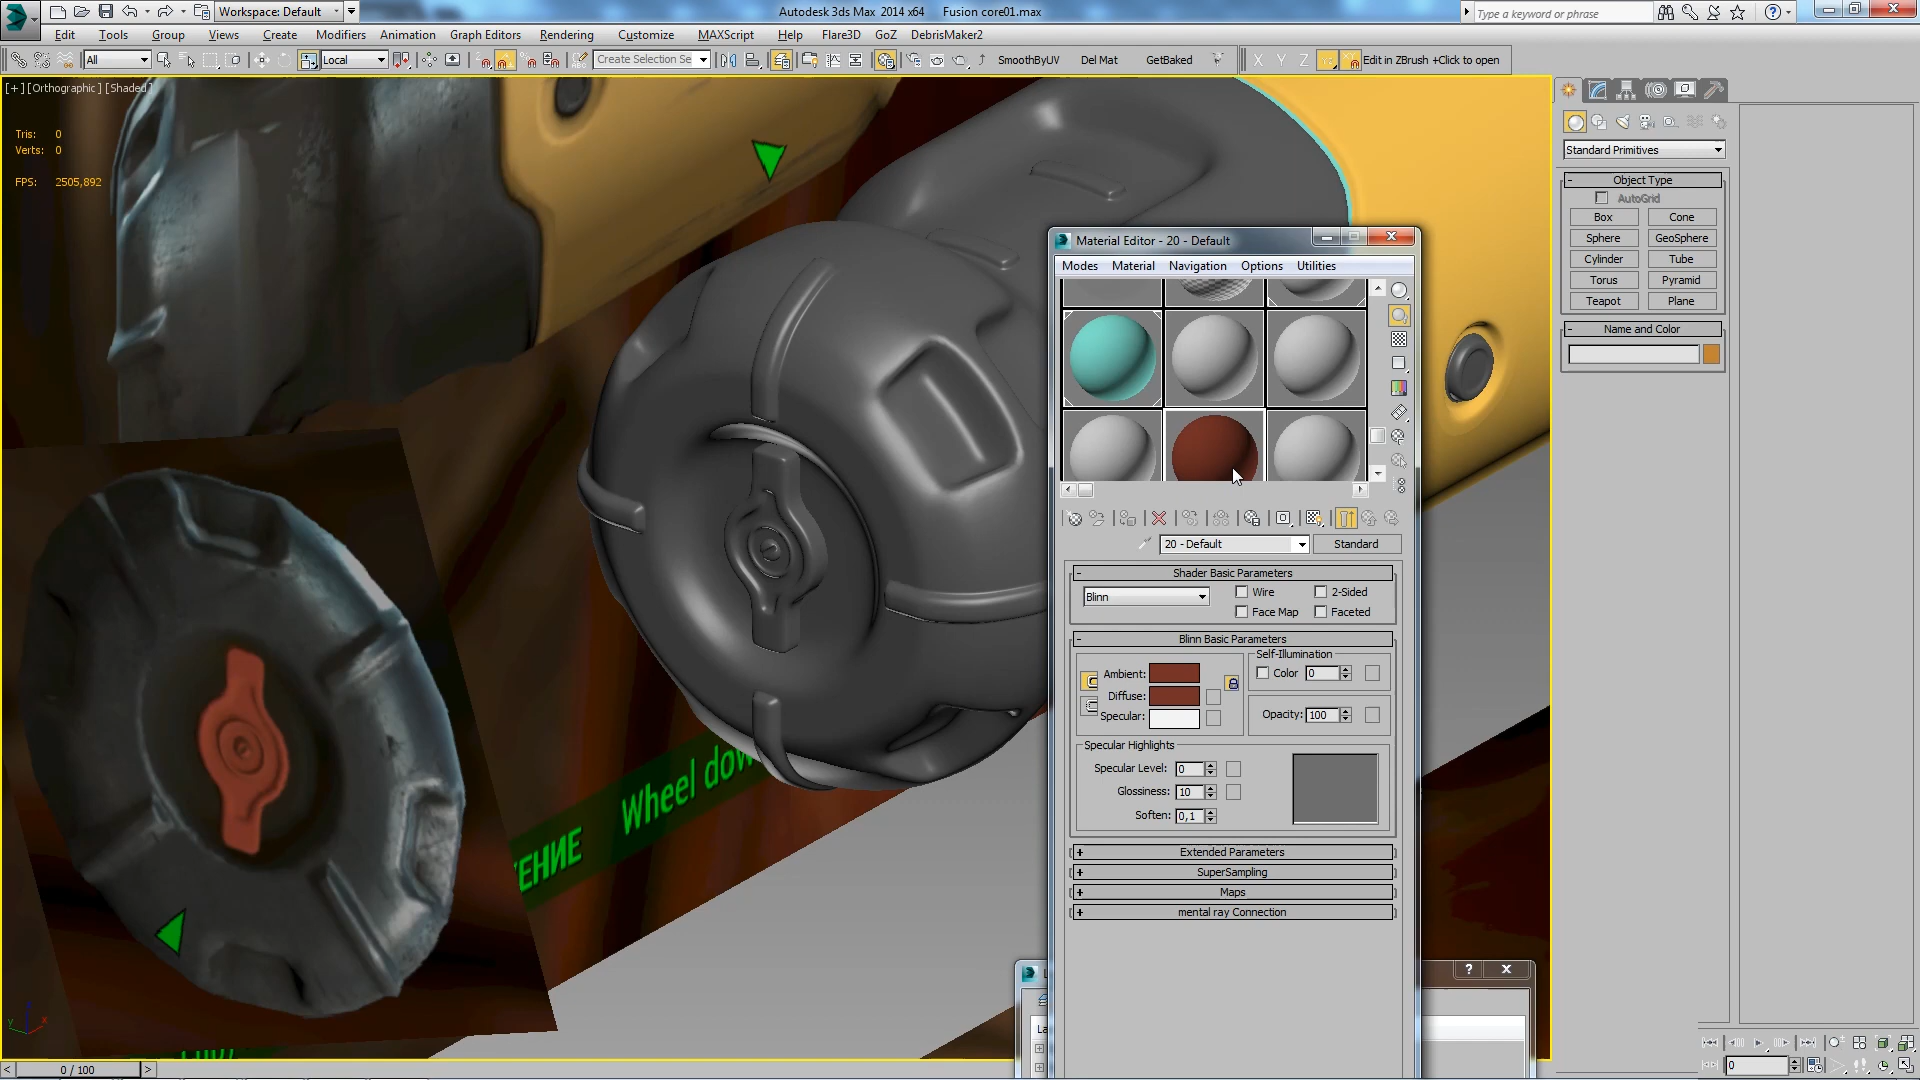 Workspace: Default
Autodesk 3ds Max 2014 x64 Fusion core01.max
Type a keyword or phrase
Edit Tools Group Views Create Modifiers Animation Graph Editors Rendering Customize MAXScript Help Flare3D GoZ DebrisMaker2
All
Local
Create Selection Se
SmoothByUV Del Mat GetBaked
X Y Z
Edit in ZBrush +Click to open
[+] [Orthographic] [Shaded]
Tris: 0
Verts: 0
FPS: 2505,892
Wheel dow
ЕНИЕ
Material Editor - 20 - Default
Modes Material Navigation Options Utilities
20 - Default
Standard
Shader Basic Parameters
Blinn
Wire
2-Sided
Face Map
Faceted
Blinn Basic Parameters
Self-Illumination
Ambient:
Color 0
Diffuse:
Specular:
Opacity: 100
Specular Highlights
Specular Level: 0
Glossiness: 10
Soften: 0,1
Extended Parameters
SuperSampling
Maps
mental ray Connection
Standard Primitives
Object Type
AutoGrid
Box Cone
Sphere GeoSphere
Cylinder Tube
Torus Pyramid
Teapot Plane
Name and Color
0 / 100
0